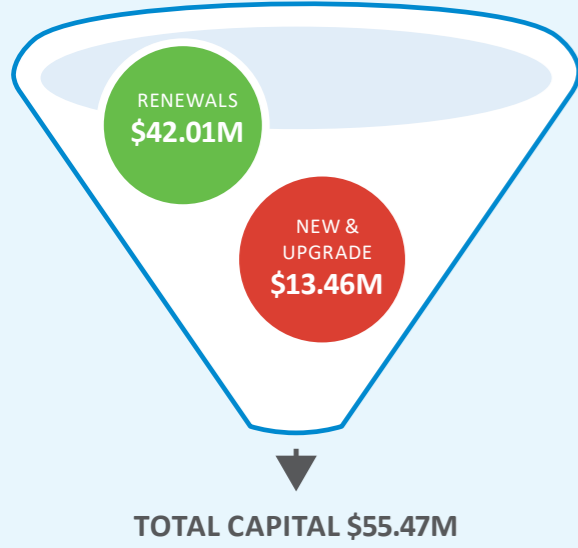 RENEWALS
$42.01M
NEW &
UPGRADE
$13.46M
TOTAL CAPITAL $55.47M